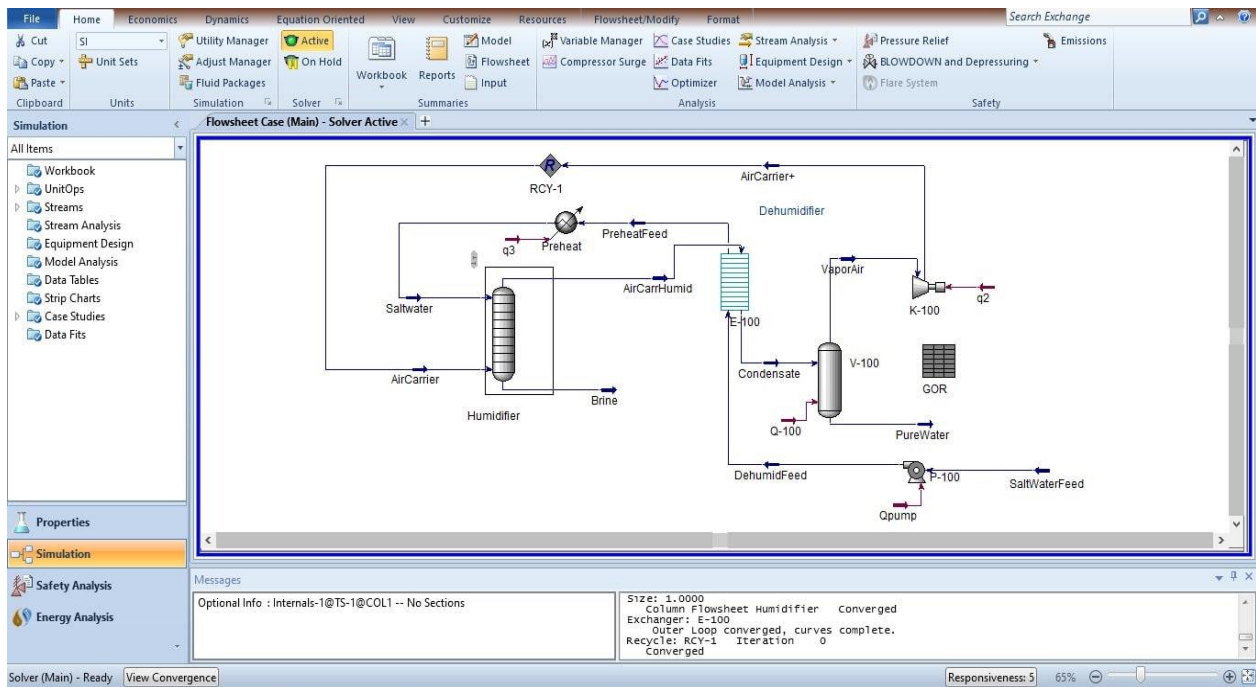 File Home Economics Dynamics Equation Oriented View Customize Resources Flowsheet/Modify Format Search Exchange
Cut SI Utility Manager Active Model Variable Manager Case Studies Stream Analysis Pressure Relief Emissions
Copy Unit Sets Adjust Manager On Hold Workbook Reports Flowsheet Compressor Surge Data Fits Equipment Design BLOWDOWN and Depressuring
Paste Fluid Packages Input Optimizer Model Analysis Flare System
Clipboard Units Simulation Solver Summaries Analysis Safety
Simulation <
Flowsheet Case (Main) - Solver Active × +
All Items
Workbook
UnitOps
Streams
Stream Analysis
Equipment Design
Model Analysis
Data Tables
Strip Charts
Case Studies
Data Fits
R
RCY-1
AirCarrier+
Dehumidifier
PreheatFeed
q3 Preheat
VaporAir
AirCarrHumid
q2
K-100
Saltwater
E-100
Condensate
V-100
AirCarrier
GOR
Brine
Humidifier
Q-100
PureWater
DehumidFeed
P-100
SaltWaterFeed
Qpump
Properties
Simulation
Safety Analysis
Energy Analysis
Messages
Optional Info : Internals-1@TS-1@COL1 -- No Sections
Size: 1.0000
Column Flowsheet Humidifier Converged
Exchanger: E-100
Outer Loop converged, curves complete.
Recycle: RCY-1 Iteration 0
Converged
Solver (Main) - Ready View Convergence Responsiveness: 5 65%